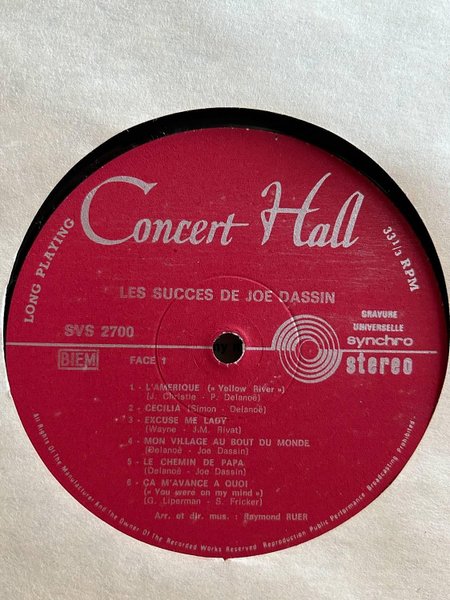 Concert Hall
LONG PLAYING
33 1/3 RPM
LES SUCCES DE JOE DASSIN
SVS 2700
GRAVURE
UNIVERSELLE
synchro
stereo
BIEM
FACE 1
1 - L'AMERIQUE (« Yellow River »)
(J. Christie - P. Delanoë)
2 - CECILIA (Simon - Delanoë)
3 - EXCUSE ME LADY
(Wayne - J.M. Rivat)
4 - MON VILLAGE AU BOUT DU MONDE
(Delanoë - Joe Dassin)
5 - LE CHEMIN DE PAPA
(Delanoë - Joe Dassin)
6 - ÇA M'AVANCE A QUOI
(« You were on my mind »)
(G. Liperman - S. Fricker)
Arr. et dir. mus. : Raymond RUER
All Rights Of The Manufacturer And The Owner Of The Recorded Works Reserved Reproduction Public Performance Broadcasting Prohibited